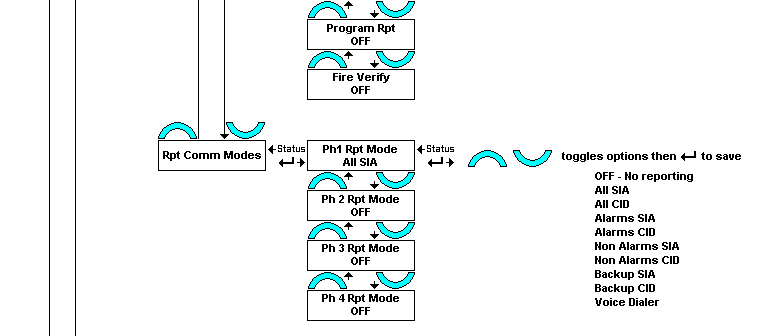 Program Rpt
OFF
Fire Verify
OFF
Rpt Comm Modes
Status
Ph1 Rpt Mode
All SIA
Status
toggles options then ↵ to save
OFF - No reporting
All SIA
All CID
Alarms SIA
Alarms CID
Non Alarms SIA
Non Alarms CID
Backup SIA
Backup CID
Voice Dialer
Ph 2 Rpt Mode
OFF
Ph 3 Rpt Mode
OFF
Ph 4 Rpt Mode
OFF